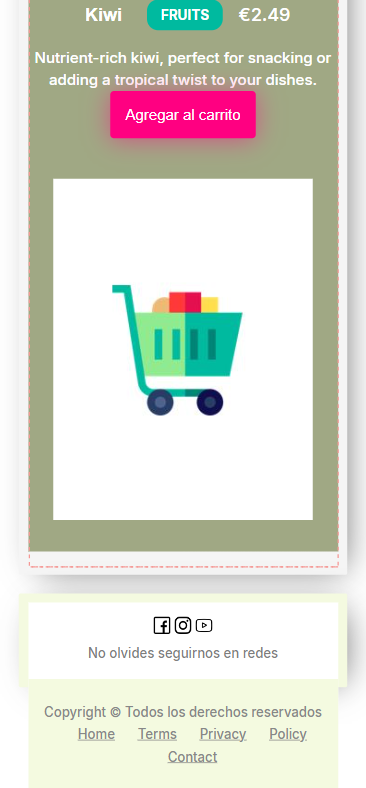 Kiwi FRUITS €2.49
Nutrient-rich kiwi, perfect for snacking or
adding a tropical twist to your dishes.
Agregar al carrito
No olvides seguirnos en redes
Copyright © Todos los derechos reservados
Home Terms Privacy Policy
Contact